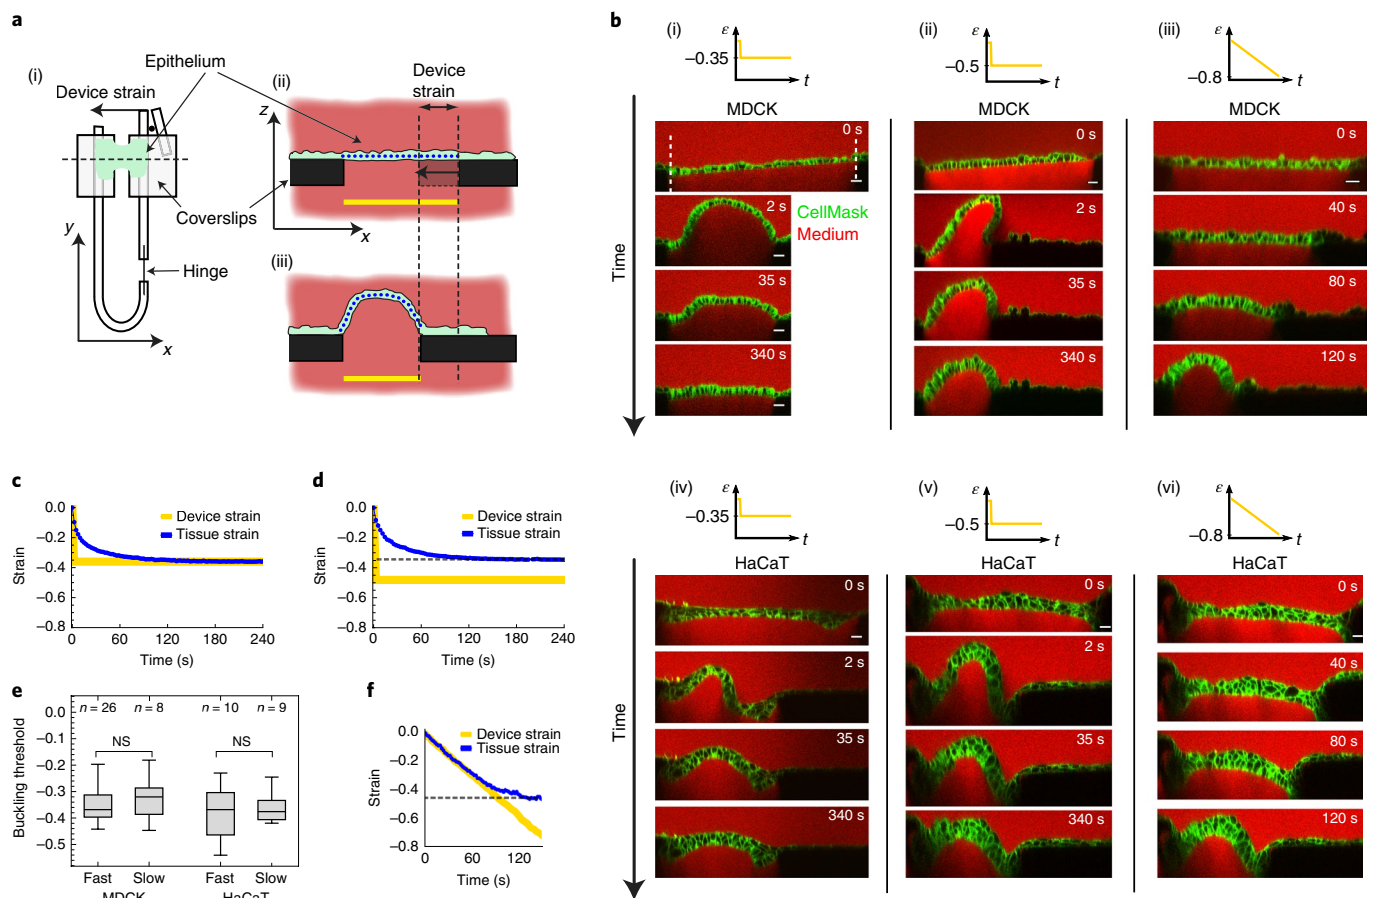 a
(i)
Epithelium
Device strain
Coverslips
Hinge
y
x
(ii)
Device
strain
z
x
(iii)
b
(i)
ε
−0.35
t
MDCK
0 s
2 s
35 s
340 s
CellMask
Medium
(ii)
ε
−0.5
t
MDCK
0 s
2 s
35 s
340 s
(iii)
ε
−0.8
t
MDCK
0 s
40 s
80 s
120 s
Time
(iv)
ε
−0.35
t
HaCaT
0 s
2 s
35 s
340 s
(v)
ε
−0.5
t
HaCaT
0 s
2 s
35 s
340 s
(vi)
ε
−0.8
t
HaCaT
0 s
40 s
80 s
120 s
Time
c
0.0
−0.2
−0.4
−0.6
−0.8
Strain
Device strain
Tissue strain
0 60 120 180 240
Time (s)
d
0.0
−0.2
−0.4
−0.6
−0.8
Strain
Device strain
Tissue strain
0 60 120 180 240
Time (s)
e
0.0
−0.1
−0.2
−0.3
−0.4
−0.5
Buckling threshold
n = 26 n = 8 n = 10 n = 9
NS NS
Fast Slow Fast Slow
MDCK HaCaT
f
0.0
−0.2
−0.4
−0.6
−0.8
Strain
Device strain
Tissue strain
0 60 120
Time (s)